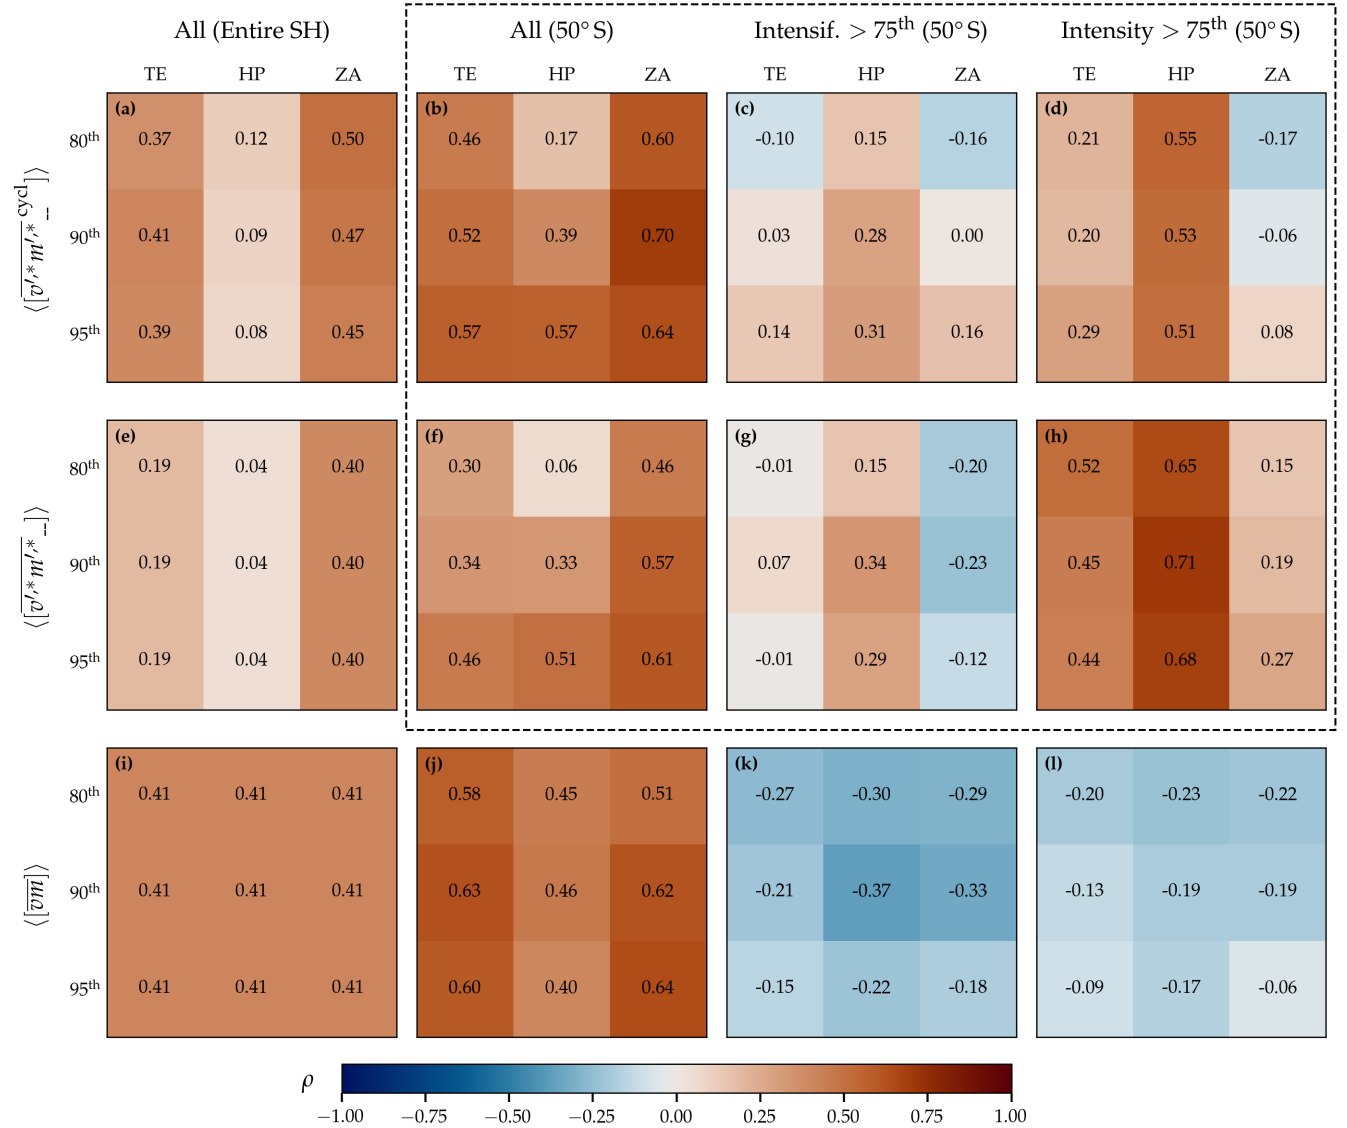 All (Entire SH) All (50° S) Intensif. > 75th (50° S) Intensity > 75th (50° S)
TE HP ZA TE HP ZA TE HP ZA TE HP ZA
(a) (b) (c) (d)
80th 0.37 0.12 0.50 0.46 0.17 0.60 -0.10 0.15 -0.16 0.21 0.55 -0.17
⟨[v′,* m′,*__cycl]⟩
90th 0.41 0.09 0.47 0.52 0.39 0.70 0.03 0.28 0.00 0.20 0.53 -0.06
95th 0.39 0.08 0.45 0.57 0.57 0.64 0.14 0.31 0.16 0.29 0.51 0.08
(e) (f) (g) (h)
80th 0.19 0.04 0.40 0.30 0.06 0.46 -0.01 0.15 -0.20 0.52 0.65 0.15
⟨[v′,* m′,*__]⟩
90th 0.19 0.04 0.40 0.34 0.33 0.57 0.07 0.34 -0.23 0.45 0.71 0.19
95th 0.19 0.04 0.40 0.46 0.51 0.61 -0.01 0.29 -0.12 0.44 0.68 0.27
(i) (j) (k) (l)
80th 0.41 0.41 0.41 0.58 0.45 0.51 -0.27 -0.30 -0.29 -0.20 -0.23 -0.22
⟨[vm]⟩
90th 0.41 0.41 0.41 0.63 0.46 0.62 -0.21 -0.37 -0.33 -0.13 -0.19 -0.19
95th 0.41 0.41 0.41 0.60 0.40 0.64 -0.15 -0.22 -0.18 -0.09 -0.17 -0.06
ρ
−1.00 −0.75 −0.50 −0.25 0.00 0.25 0.50 0.75 1.00